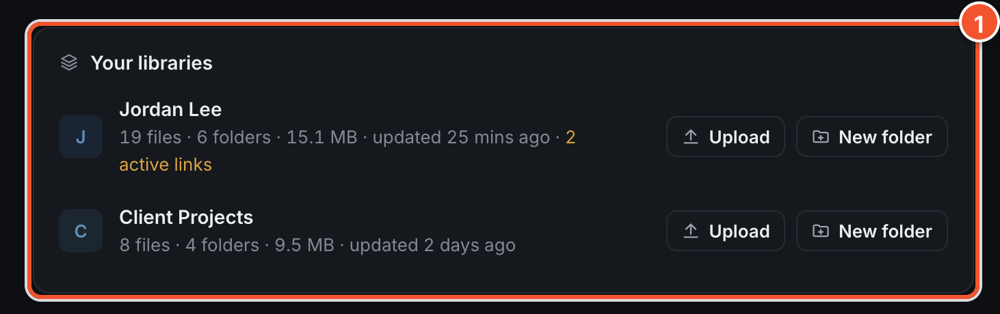 1
Your libraries
J
Jordan Lee
19 files · 6 folders · 15.1 MB · updated 25 mins ago · 2
active links
Upload
New folder
C
Client Projects
8 files · 4 folders · 9.5 MB · updated 2 days ago
Upload
New folder